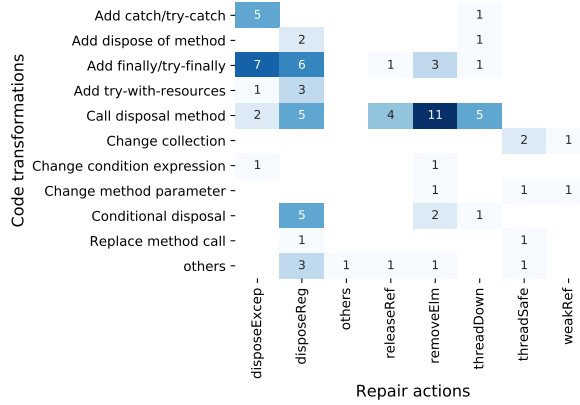 Code transformations
Add catch/try-catch 5 1
Add dispose of method 2 1
Add finally/try-finally 7 6 1 3 1
Add try-with-resources 1 3
Call disposal method 2 5 4 11 5
Change collection 2 1
Change condition expression 1 1
Change method parameter 1 1 1
Conditional disposal 5 2 1
Replace method call 1 1
others 3 1 1 1 1
disposeExcep
disposeReg
others
releaseRef
removeElm
threadDown
threadSafe
weakRef
Repair actions